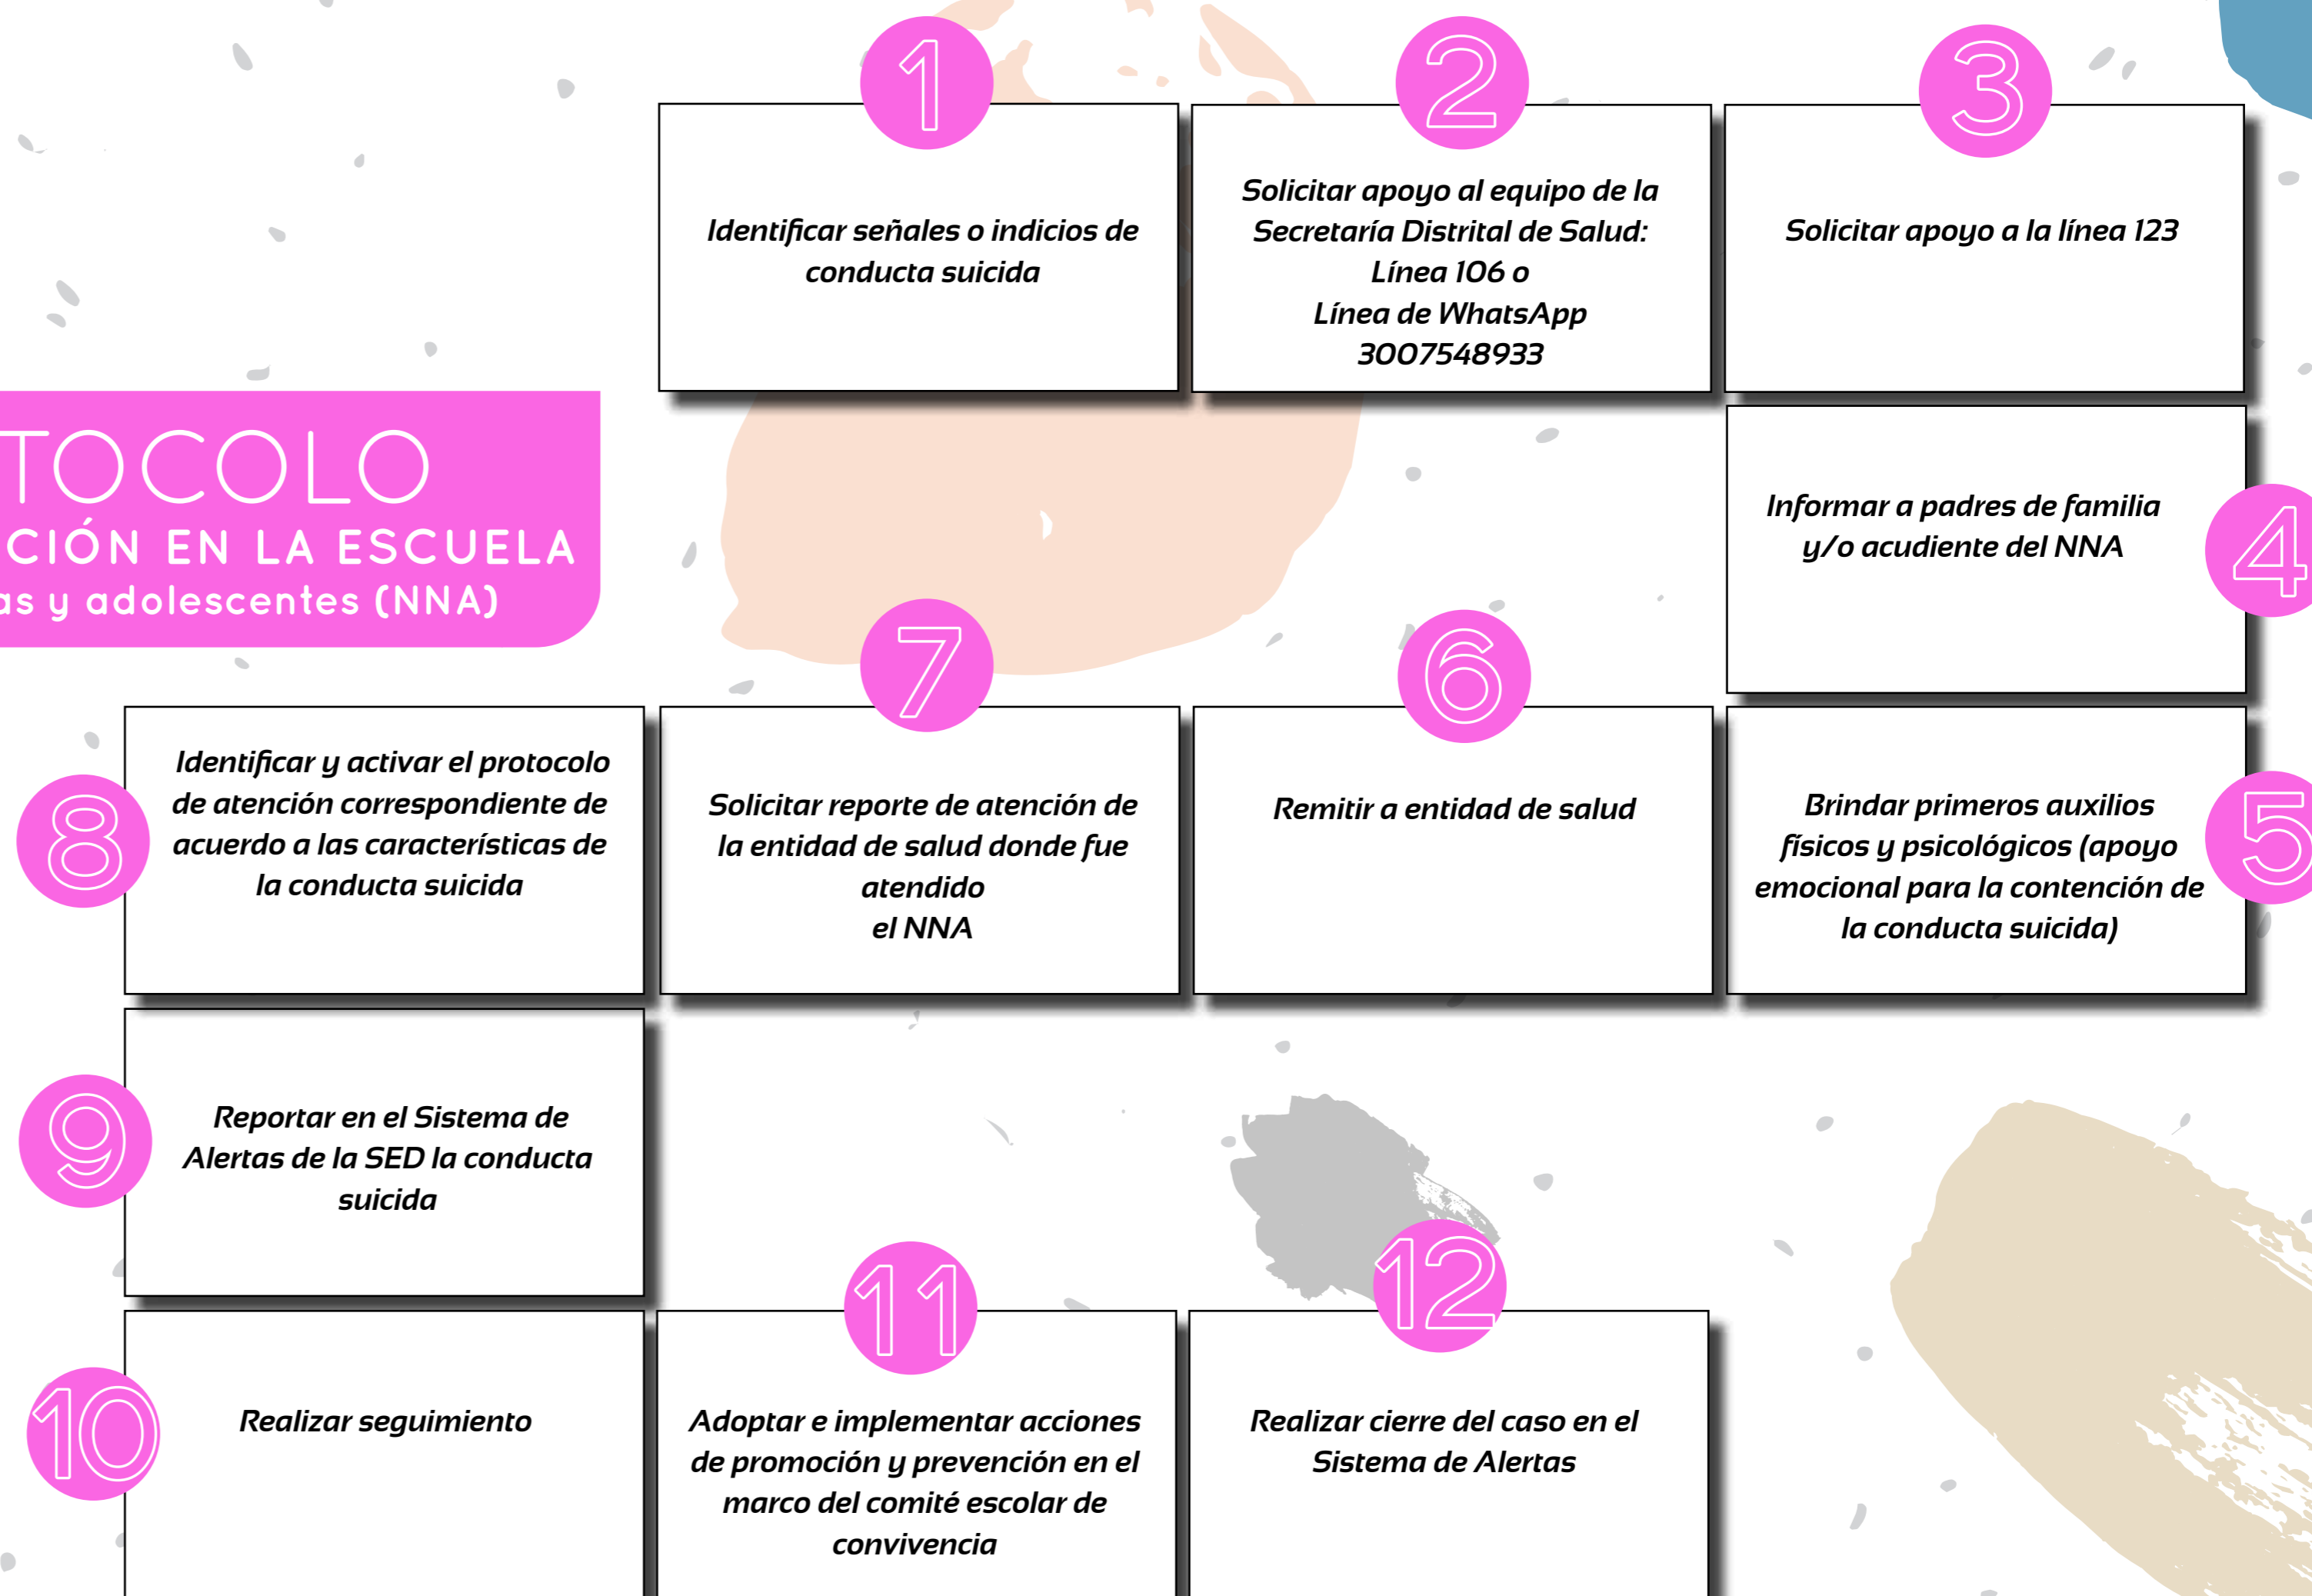 1
Identificar señales o indicios de
conducta suicida
2
Solicitar apoyo al equipo de la
Secretaría Distrital de Salud:
Línea 106 o
Línea de WhatsApp
3007548933
3
Solicitar apoyo a la línea 123
TOCOLO
CIÓN EN LA ESCUELA
as y adolescentes (NNA)
4
Informar a padres de familia
y/o acudiente del NNA
5
Brindar primeros auxilios
físicos y psicológicos (apoyo
emocional para la contención de
la conducta suicida)
6
Remitir a entidad de salud
7
Solicitar reporte de atención de
la entidad de salud donde fue
atendido
el NNA
8
Identificar y activar el protocolo
de atención correspondiente de
acuerdo a las características de
la conducta suicida
9
Reportar en el Sistema de
Alertas de la SED la conducta
suicida
10
Realizar seguimiento
11
Adoptar e implementar acciones
de promoción y prevención en el
marco del comité escolar de
convivencia
12
Realizar cierre del caso en el
Sistema de Alertas